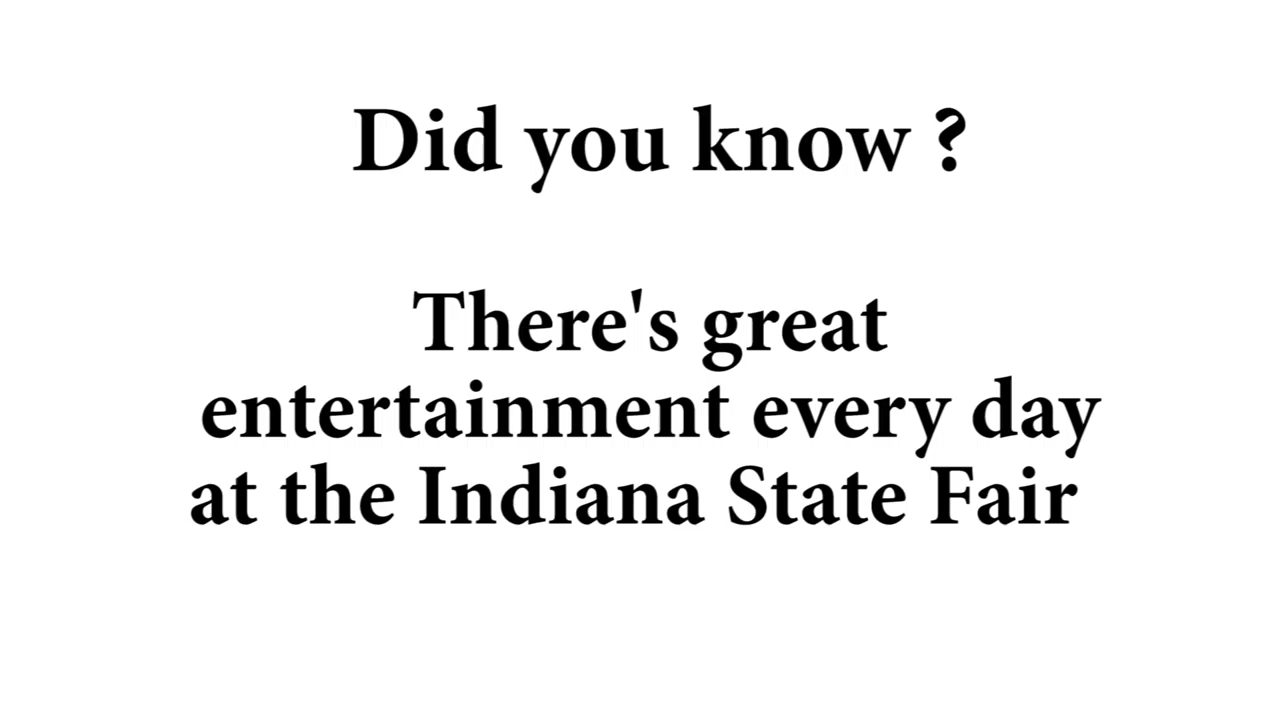 Did you know ?
There's great
entertainment every day
at the Indiana State Fair